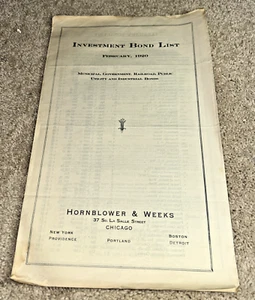 INVESTMENT BOND LIST
FEBRUARY, 1920
MUNICIPAL, GOVERNMENT, RAILROAD, PUBLIC
UTILITY AND INDUSTRIAL BONDS
HORNBLOWER & WEEKS
37 SO. LA SALLE STREET
CHICAGO
NEW YORK BOSTON
PROVIDENCE PORTLAND DETROIT